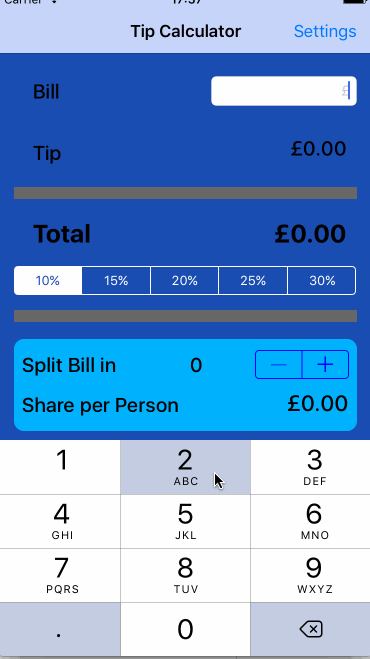 Carrier 17:57
Tip Calculator Settings
Bill £
Tip £0.00
Total £0.00
10% 15% 20% 25% 30%
Split Bill in 0 − +
Share per Person £0.00
1 2 3
ABC DEF
4 5 6
GHI JKL MNO
7 8 9
PQRS TUV WXYZ
. 0